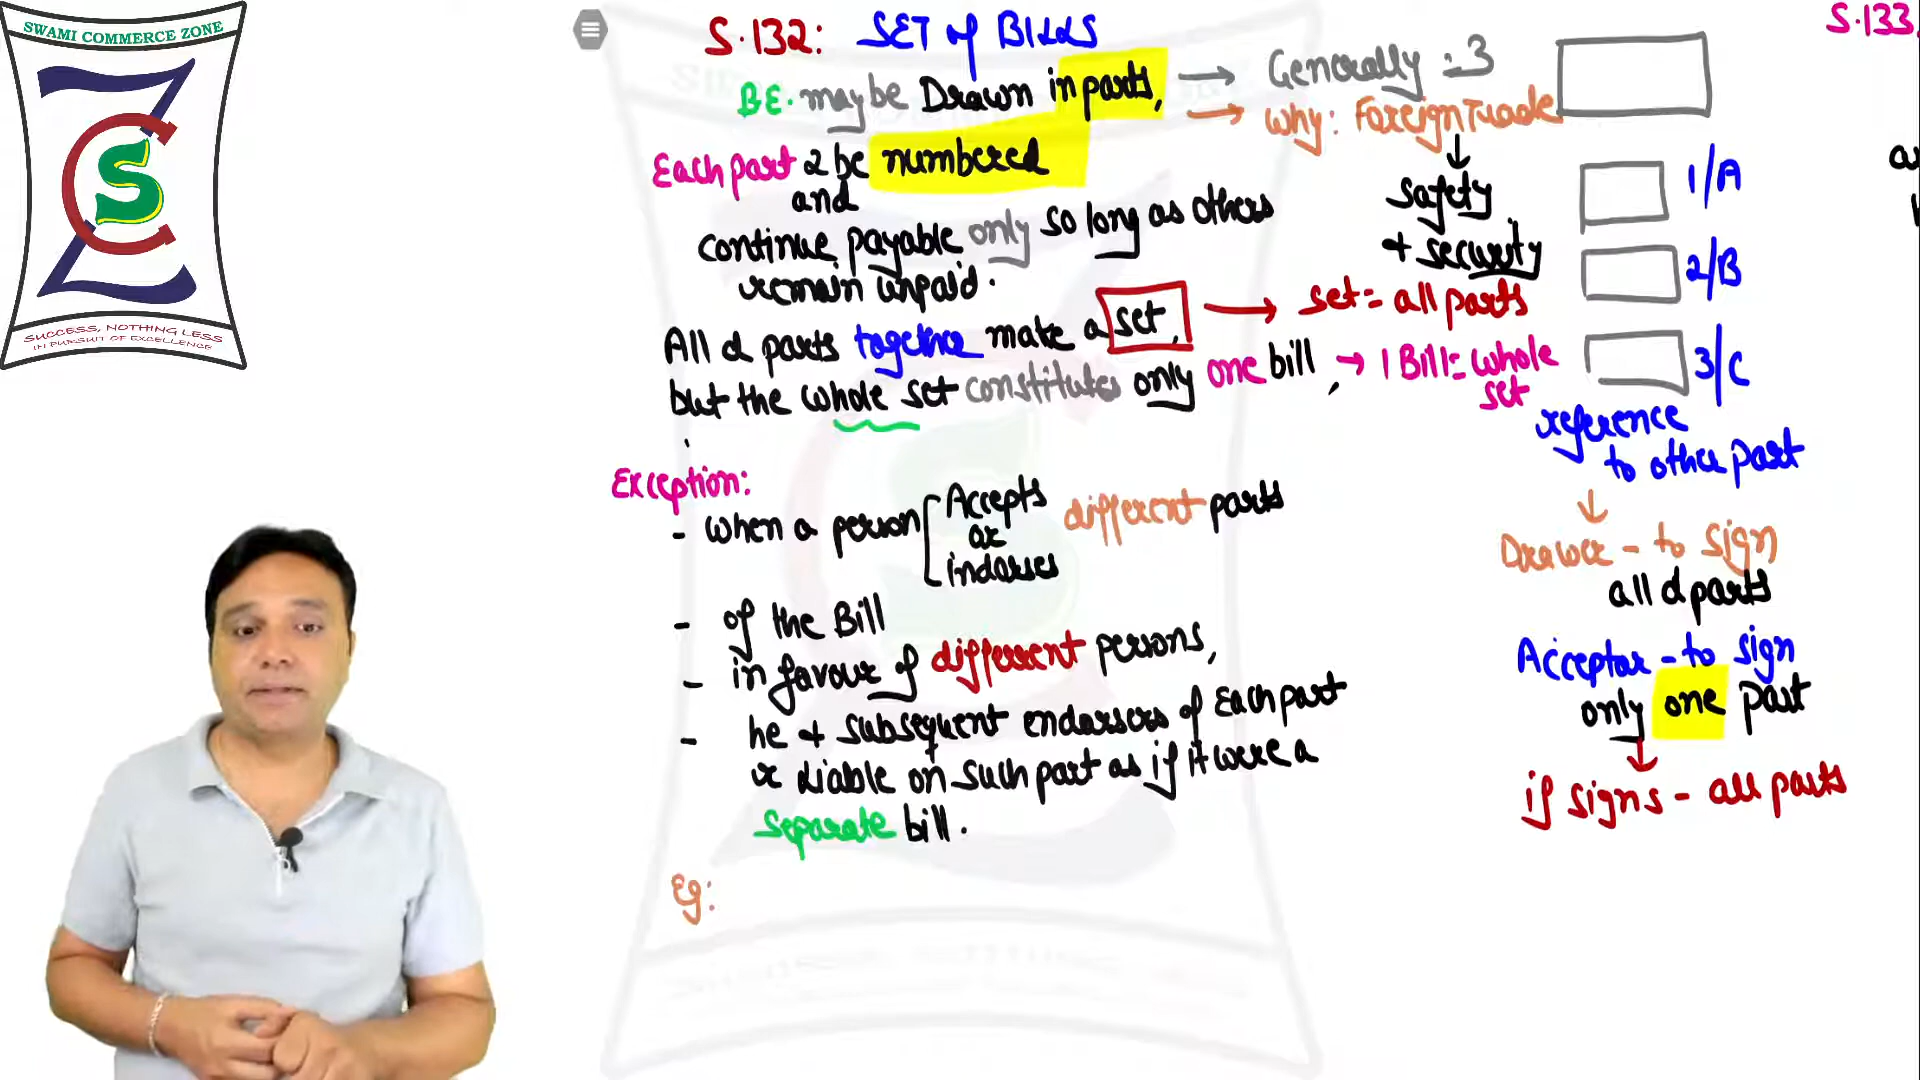 SWAMI COMMERCE ZONE
SUCCESS, NOTHING LESS
IN PURSUIT OF EXCELLENCE
S.132: SET of BILLS
B.E. may be Drawn in parts,
→ Generally = 3
→ Why: Foreign Trade
↓
Safety
+ security
Each part 2 be numbered
and
continue payable only so long as others
remain unpaid.
All d parts together make a set, → set = all parts
but the whole set constitutes only one bill, → 1 Bill = whole
set
1/A
2/B
3/C
reference
to other part
↓
Drawer - to sign
all d parts
Acceptor - to sign
only one part
↓
if signs - all parts
Exception:
- When a person Accepts
or
indorses
different parts
- of the Bill
- in favour of different persons,
- he + subsequent endorsers of Each part
r liable on such part as if it were a
separate bill.
Eg:
S.133